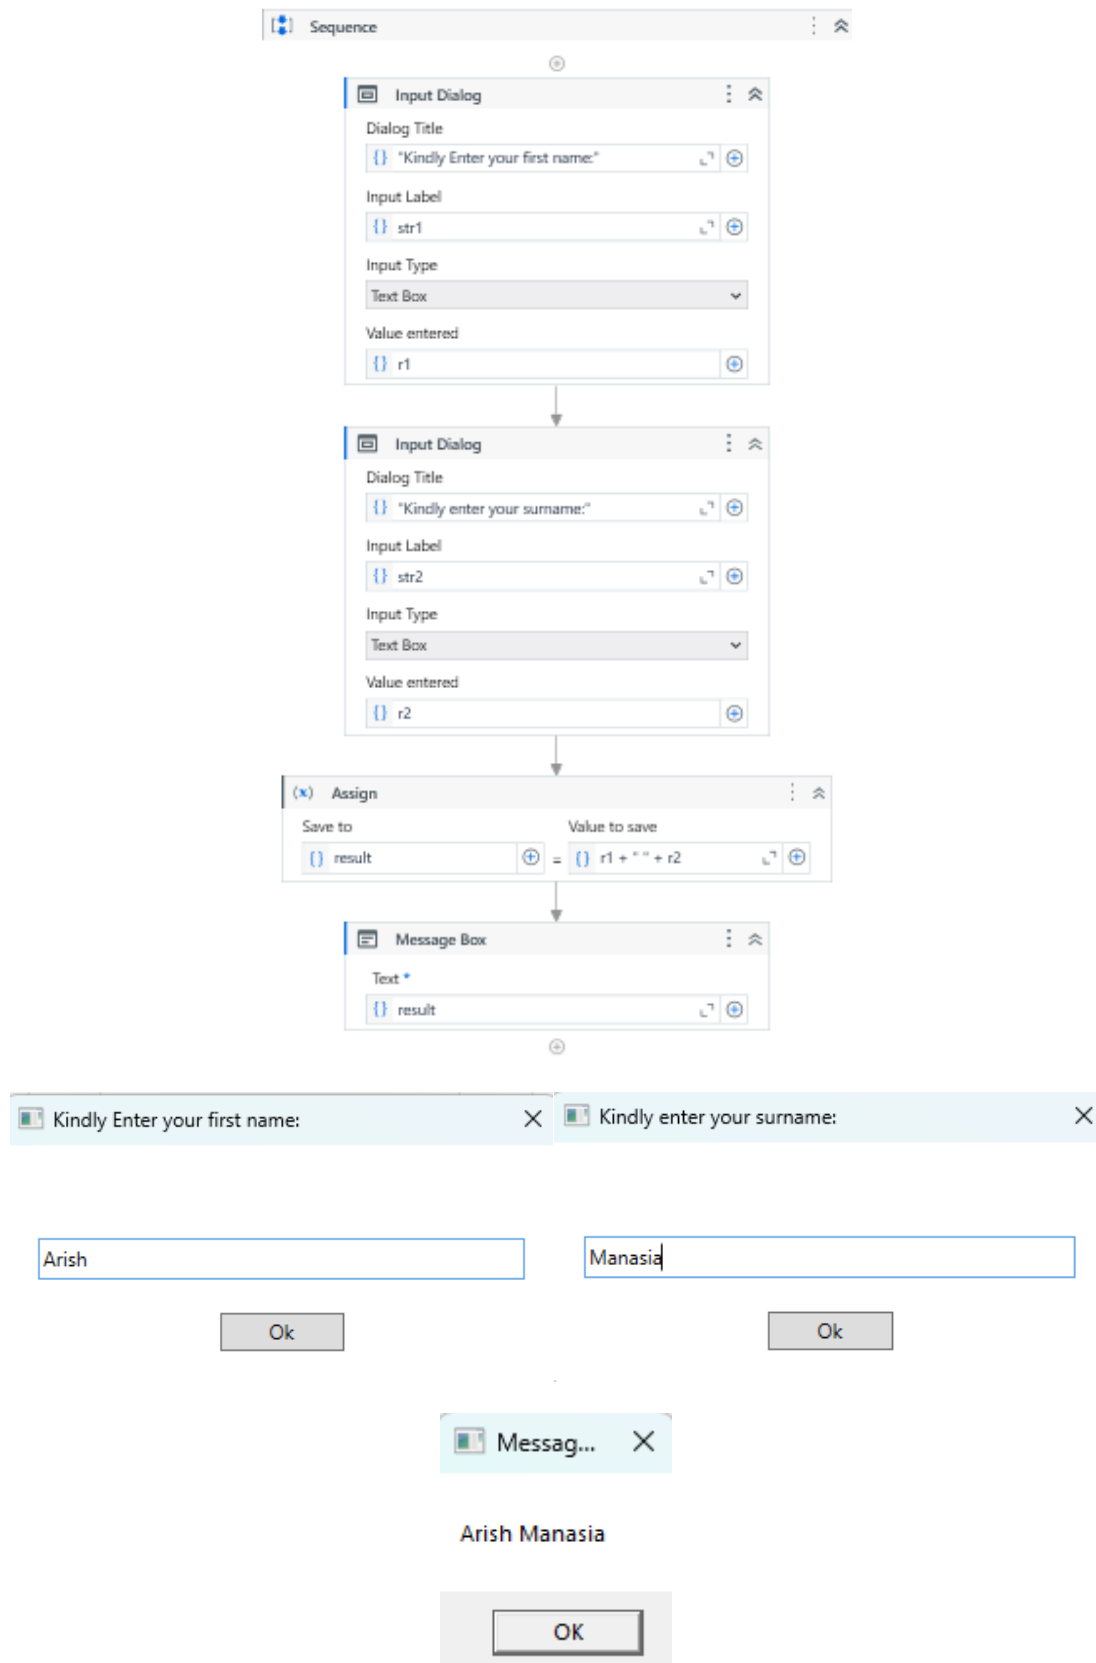 Sequence
Input Dialog
Dialog Title
{} "Kindly Enter your first name:"
Input Label
{} str1
Input Type
Text Box
Value entered
{} r1
Input Dialog
Dialog Title
{} "Kindly enter your surname:"
Input Label
{} str2
Input Type
Text Box
Value entered
{} r2
(x) Assign
Save to Value to save
{} result = {} r1 + " " + r2
Message Box
Text *
{} result
Kindly Enter your first name:
Arish
Ok
Kindly enter your surname:
Manasia
Ok
Messag...
Arish Manasia
OK